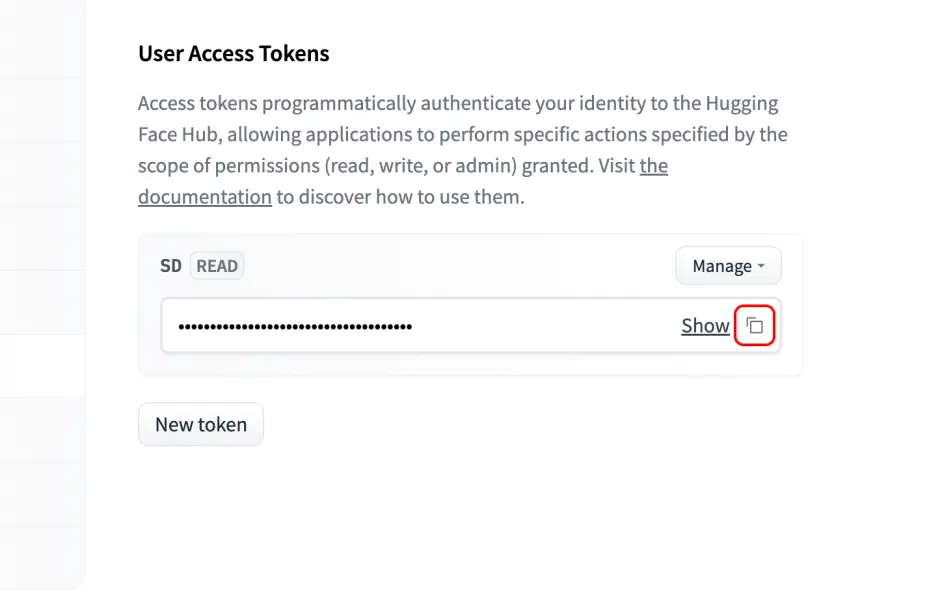 User Access Tokens
Access tokens programmatically authenticate your identity to the Hugging
Face Hub, allowing applications to perform specific actions specified by the
scope of permissions (read, write, or admin) granted. Visit the
documentation to discover how to use them.
SD READ Manage
•••••••••••••••••••••••••••••••••••••• Show
New token